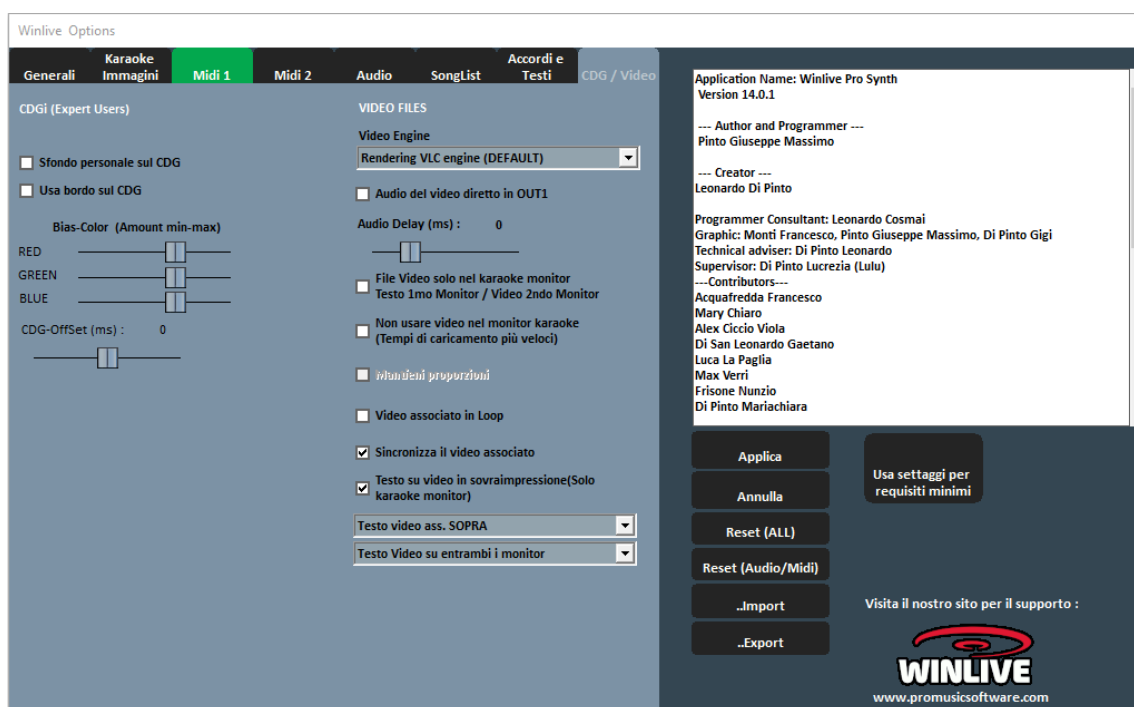 Winlive Options
Generali
Karaoke
Immagini
Midi 1
Midi 2
Audio
SongList
Accordi e
Testi
CDG / Video
CDGi (Expert Users)
Sfondo personale sul CDG
Usa bordo sul CDG
Bias-Color (Amount min-max)
RED
GREEN
BLUE
CDG-OffSet (ms) : 0
VIDEO FILES
Video Engine
Rendering VLC engine (DEFAULT)
Audio del video diretto in OUT1
Audio Delay (ms) : 0
File Video solo nel karaoke monitor
Testo 1mo Monitor / Video 2ndo Monitor
Non usare video nel monitor karaoke
(Tempi di caricamento più veloci)
Mantieni proporzioni
Video associato in Loop
Sincronizza il video associato
Testo su video in sovraimpressione(Solo
karaoke monitor)
Testo video ass. SOPRA
Testo Video su entrambi i monitor
Application Name: Winlive Pro Synth
Version 14.0.1
--- Author and Programmer ---
Pinto Giuseppe Massimo
--- Creator ---
Leonardo Di Pinto
Programmer Consultant: Leonardo Cosmai
Graphic: Monti Francesco, Pinto Giuseppe Massimo, Di Pinto Gigi
Technical adviser: Di Pinto Leonardo
Supervisor: Di Pinto Lucrezia (Lulu)
---Contributors---
Acquafredda Francesco
Mary Chiaro
Alex Ciccio Viola
Di San Leonardo Gaetano
Luca La Paglia
Max Verri
Frisone Nunzio
Di Pinto Mariachiara
Applica
Annulla
Reset (ALL)
Reset (Audio/Midi)
..Import
..Export
Usa settaggi per
requisiti minimi
Visita il nostro sito per il supporto :
WINLIVE
www.promusicsoftware.com